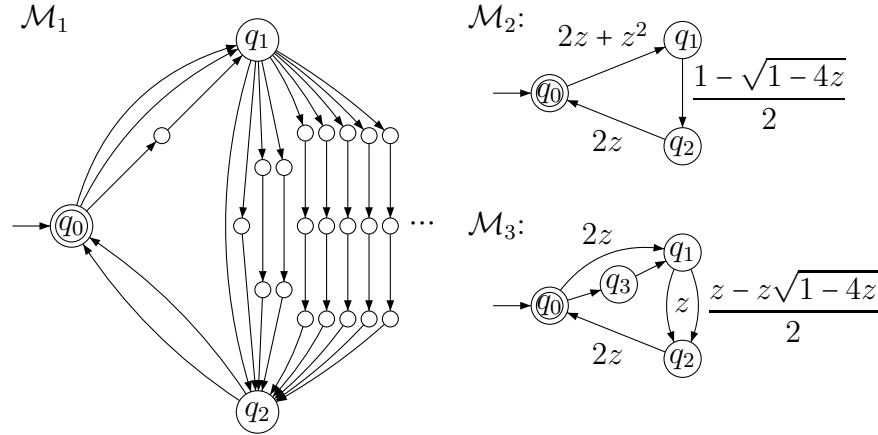 𝓜₁
q₁
q₀
q₂
...
𝓜₂:
2z + z²
q₁
q₀
1 − √(1 − 4z)
2
2z
q₂
𝓜₃:
2z
q₁
q₃
q₀
z
z − z√(1 − 4z)
2
2z
q₂